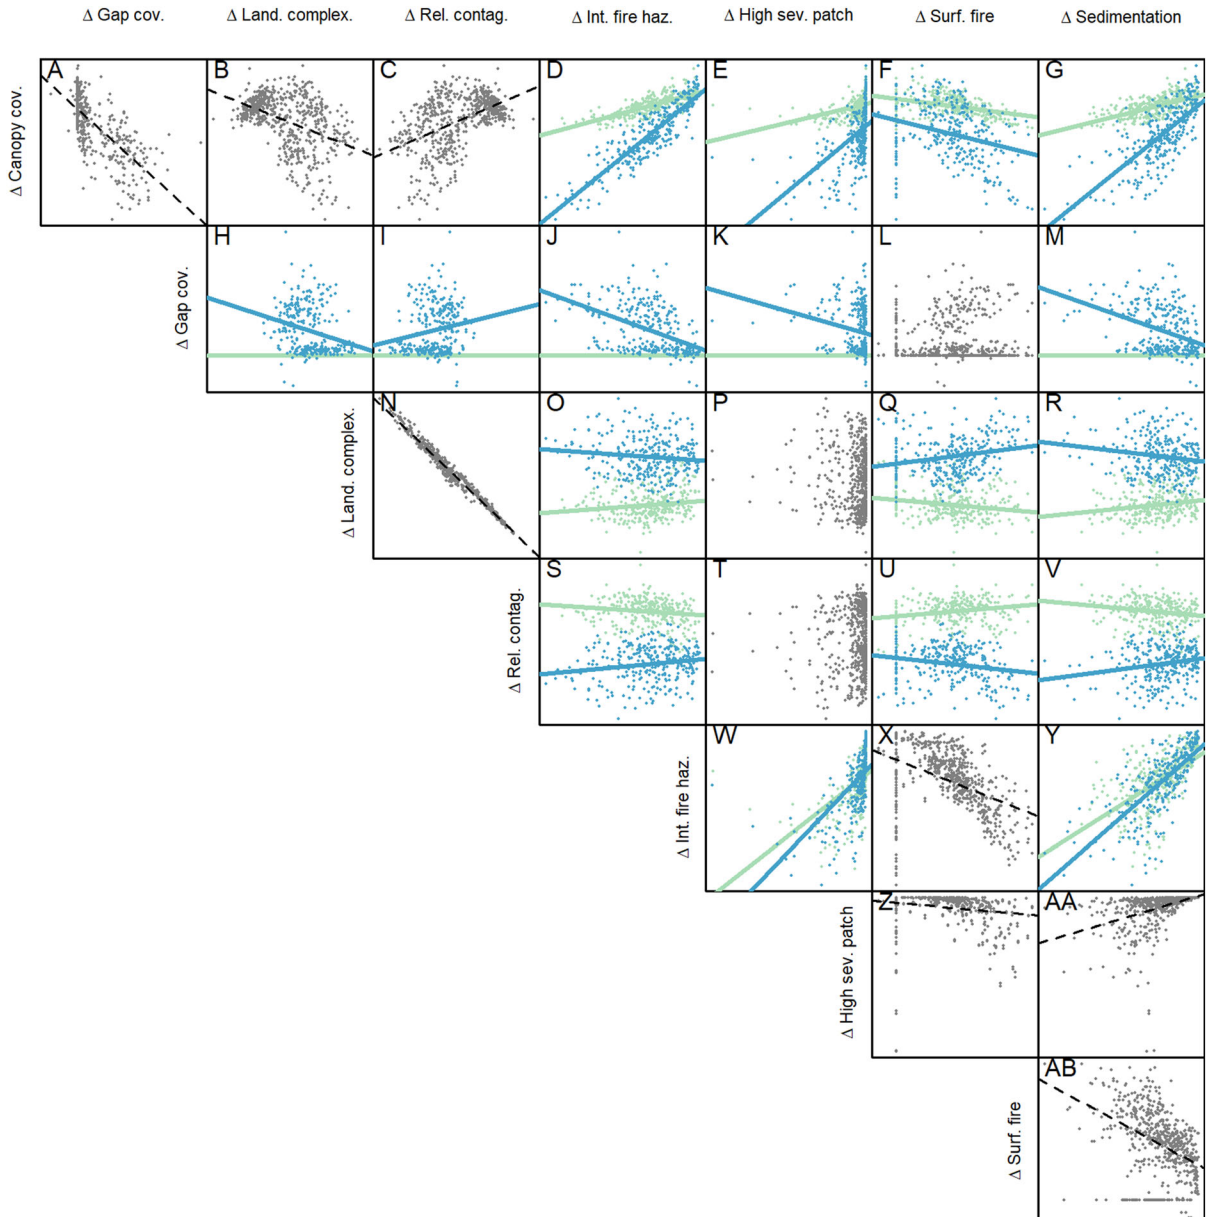 Δ Gap cov.
Δ Land. complex.
Δ Rel. contag.
Δ Int. fire haz.
Δ High sev. patch
Δ Surf. fire
Δ Sedimentation
Δ Canopy cov.
A
B
C
D
E
F
G
Δ Gap cov.
H
I
J
K
L
M
Δ Land. complex.
N
O
P
Q
R
Δ Rel. contag.
S
T
U
V
Δ Int. fire haz.
W
X
Y
Δ High sev. patch
Z
AA
Δ Surf. fire
AB